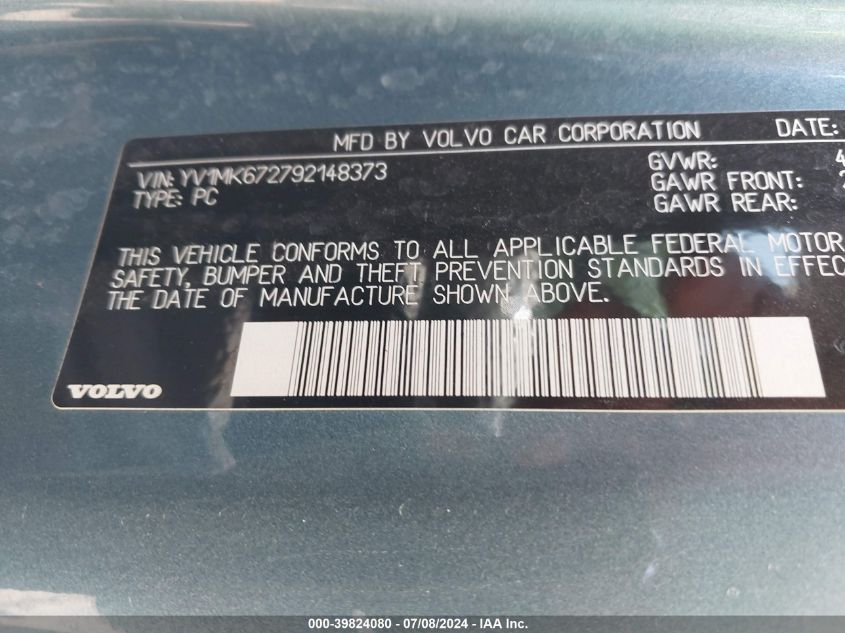 MFD BY VOLVO CAR CORPORATION DATE:
VIN: YV1MK672792148373 GVWR: 4
TYPE: PC GAWR FRONT: 2
GAWR REAR:
THIS VEHICLE CONFORMS TO ALL APPLICABLE FEDERAL MOTOR
SAFETY, BUMPER AND THEFT PREVENTION STANDARDS IN EFFEC
THE DATE OF MANUFACTURE SHOWN ABOVE.
VOLVO
000-39824080 - 07/08/2024 - IAA Inc.